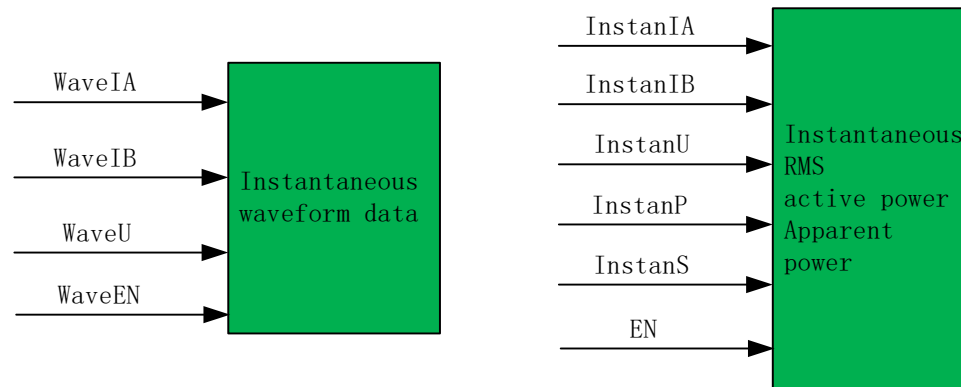 WaveIA
WaveIB
WaveU
WaveEN
Instantaneous
waveform data
InstanIA
InstanIB
InstanU
InstanP
InstanS
EN
Instantaneous
RMS
active power
Apparent
power